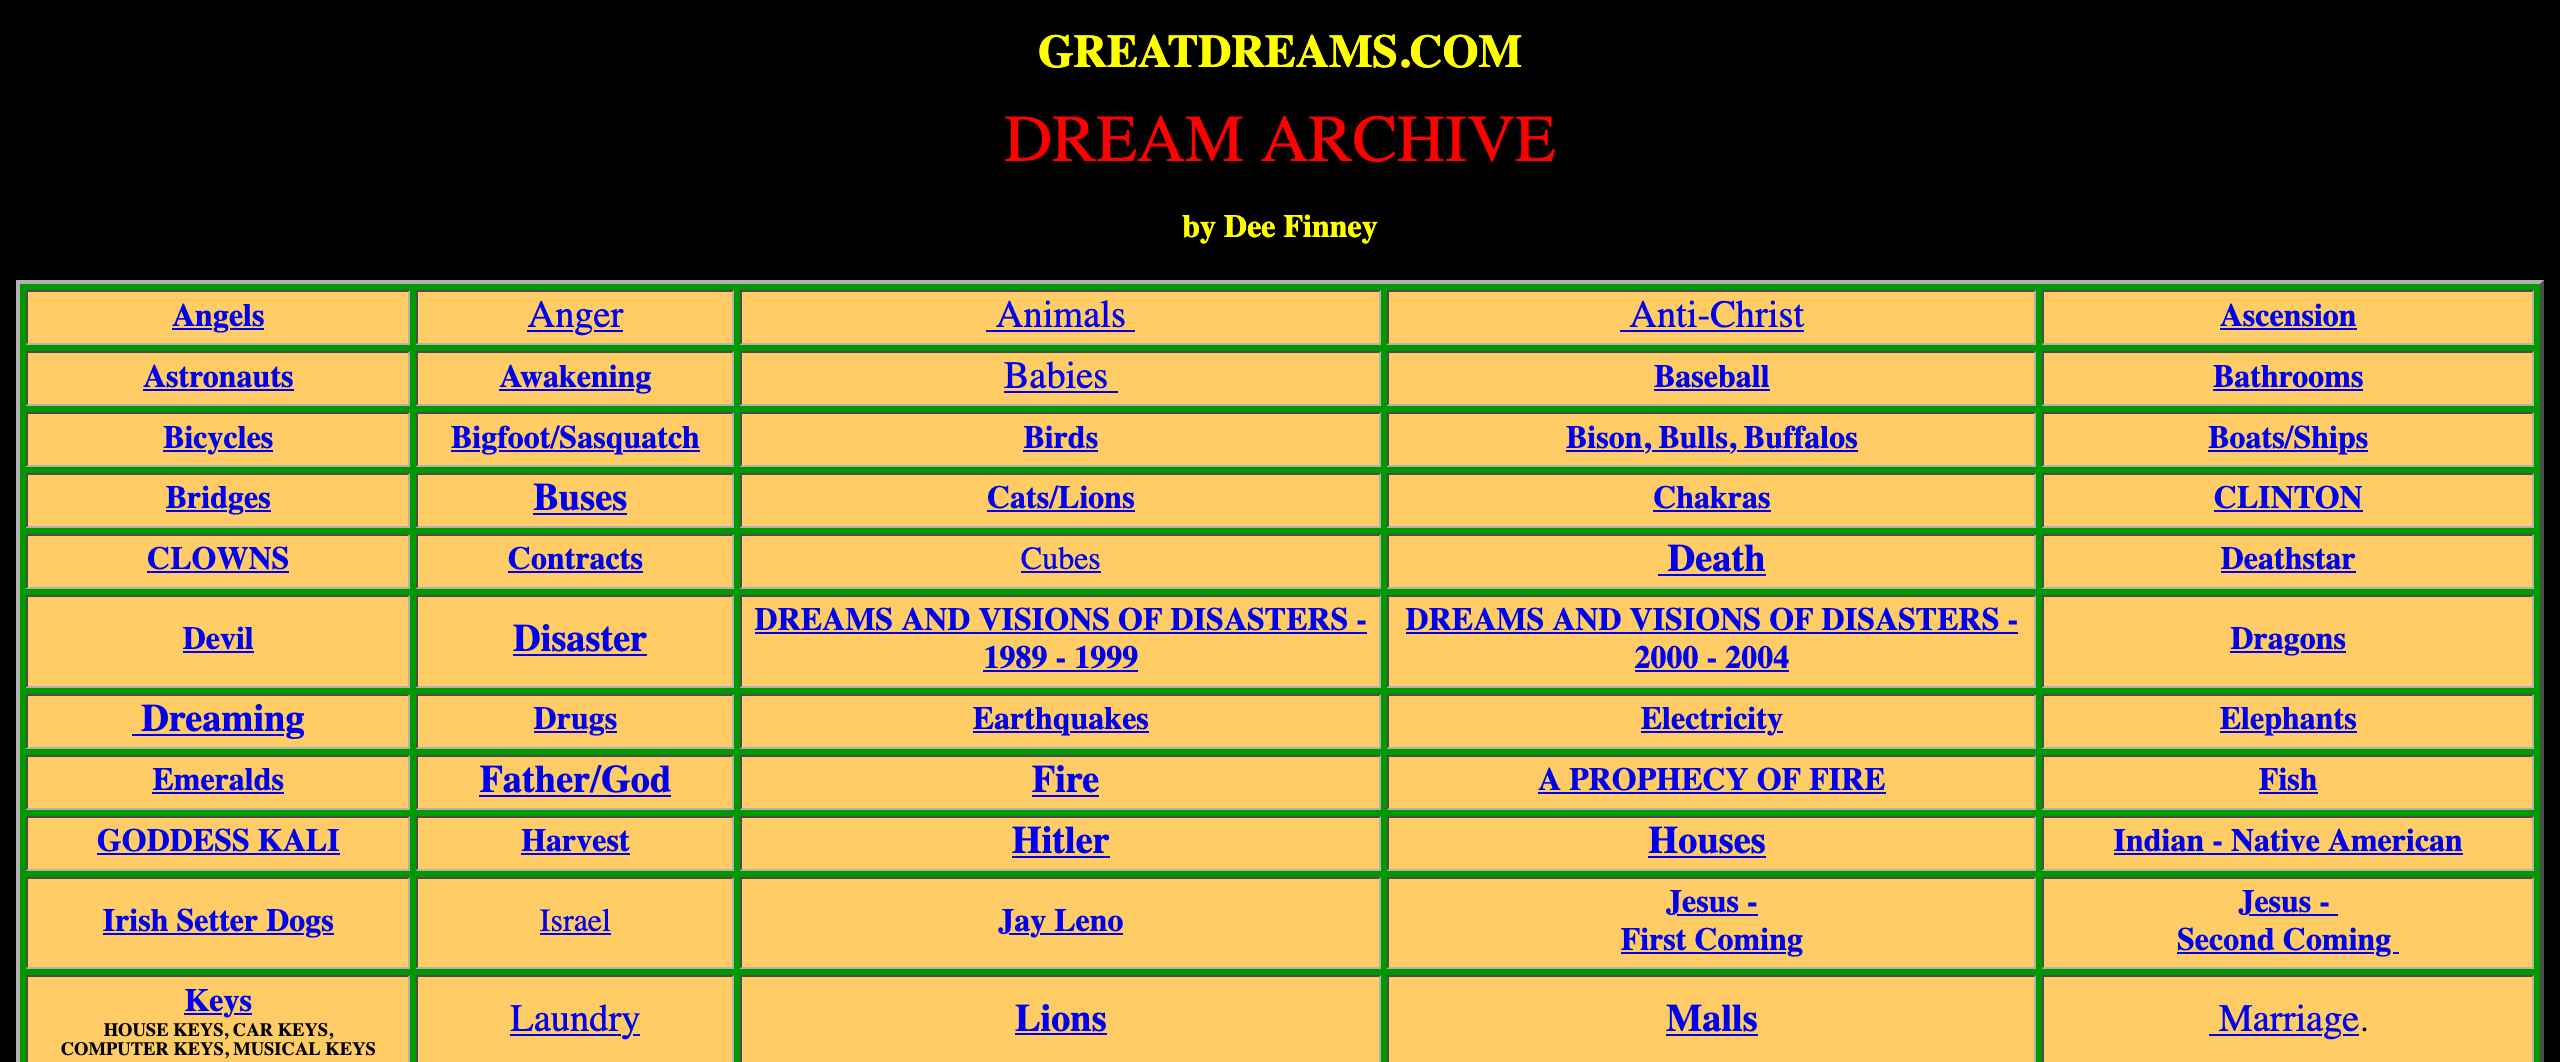 GREATDREAMS.COM
DREAM ARCHIVE
by Dee Finney
Angels Anger Animals Anti-Christ Ascension
Astronauts Awakening Babies Baseball Bathrooms
Bicycles Bigfoot/Sasquatch Birds Bison, Bulls, Buffalos Boats/Ships
Bridges Buses Cats/Lions Chakras CLINTON
CLOWNS Contracts Cubes Death Deathstar
Devil Disaster DREAMS AND VISIONS OF DISASTERS -
1989 - 1999 DREAMS AND VISIONS OF DISASTERS -
2000 - 2004 Dragons
Dreaming Drugs Earthquakes Electricity Elephants
Emeralds Father/God Fire A PROPHECY OF FIRE Fish
GODDESS KALI Harvest Hitler Houses Indian - Native American
Irish Setter Dogs Israel Jay Leno Jesus -
First Coming Jesus -
Second Coming
Keys
HOUSE KEYS, CAR KEYS,
COMPUTER KEYS, MUSICAL KEYS Laundry Lions Malls Marriage.